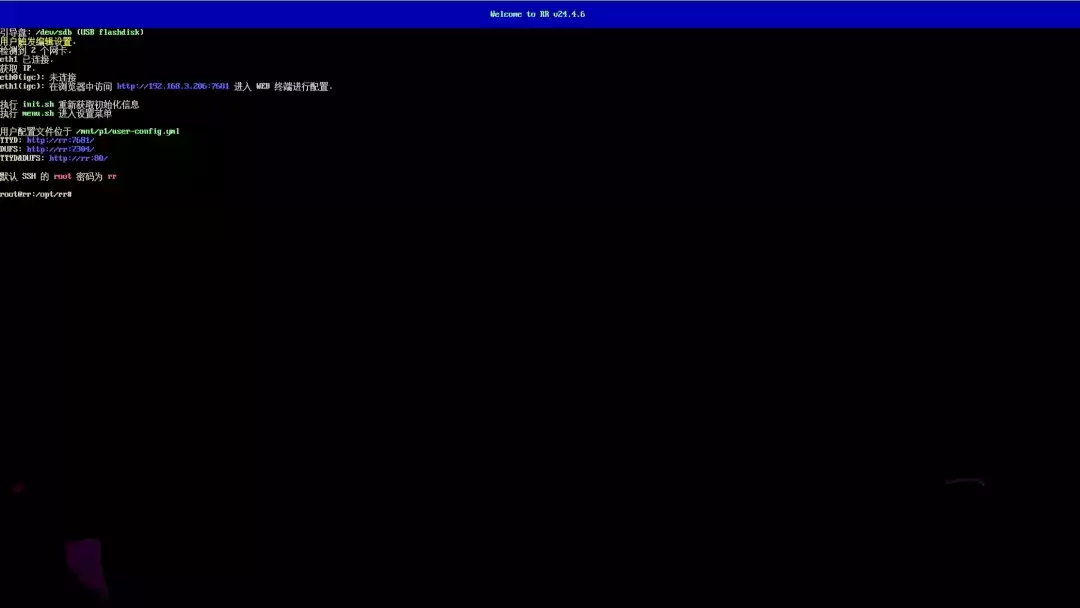 Welcome to RR v24.4.6
引导盘: /dev/sdb (USB flashdisk)
用户触发编辑设置.
检测到 2 个网卡.
eth1 已连接.
获取 IP.
eth0(igc): 未连接
eth1(igc): 在浏览器中访问 http://192.168.3.206:7681 进入 WEB 终端进行配置.
执行 init.sh 重新获取初始化信息
执行 menu.sh 进入设置菜单
用户配置文件位于 /mnt/p1/user-config.yml
TTYD: http://rr:7681/
DUFS: http://rr:7304/
TTYD&DUFS: http://rr:80/
默认 SSH 的 root 密码为 rr
root@rr:/opt/rr#